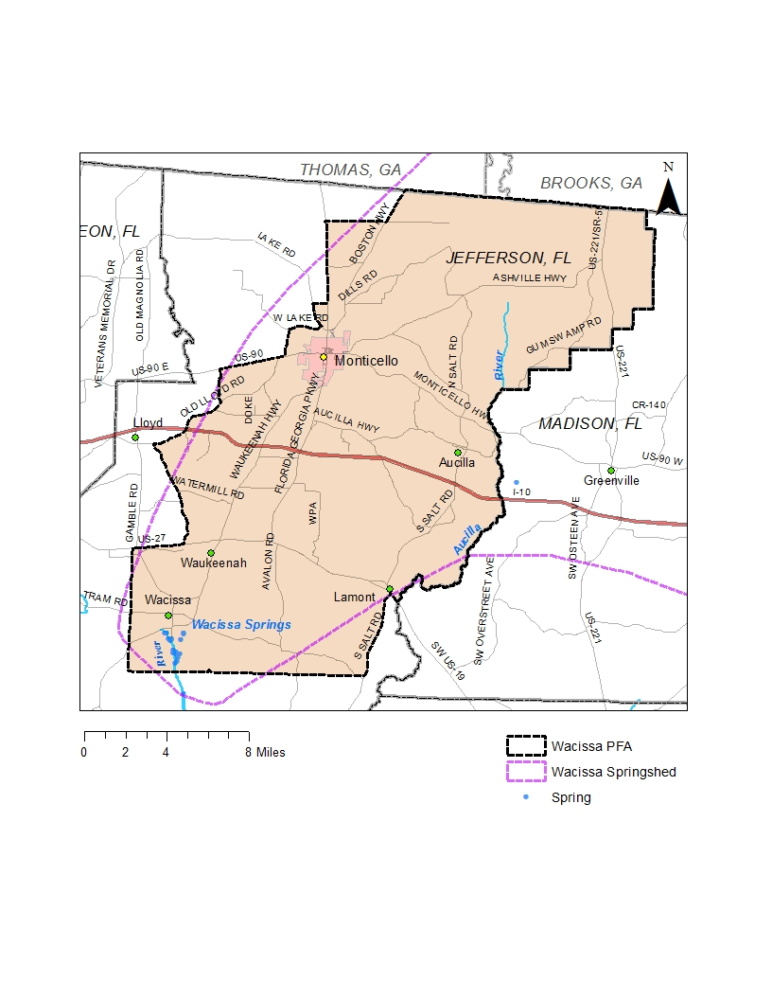 THOMAS, GA
N
BROOKS, GA
EON, FL
LAKE RD
BOSTON HWY
US-221/SR-5
JEFFERSON, FL
VETERANS MEMORIAL DR
OLD MAGNOLIA RD
DILLS RD
ASHVILLE HWY
W LAKE RD
GUMSWAMP RD
US-90
US-90 E
Monticello
N SALT RD
River
US-221
OLD LLOYD RD
MONTICELLO HW
CR-140
DOKE
FLORIDA GEORGIA PKWY
WAUKEENAH HWY
AUCILLA HWY
MADISON, FL
Lloyd
Aucilla
US-90 W
Greenville
WATERMILL RD
I-10
GAMBLE RD
WPA
S SALT RD
SW OSTEEN AVE
US-27
Aucilla
Waukeenah
AVALON RD
SW OVERSTREET AVE
TRAM RD
Wacissa
Lamont
Wacissa Springs
River
S SALT RD
SW US-19
US-221
0 2 4 8 Miles
Wacissa PFA
Wacissa Springshed
Spring